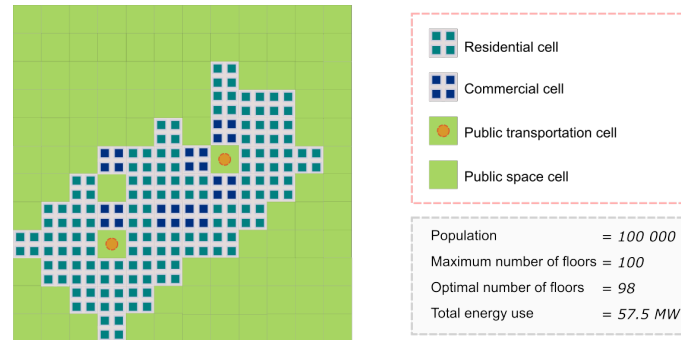 Residential cell
Commercial cell
Public transportation cell
Public space cell
Population = 100 000
Maximum number of floors = 100
Optimal number of floors = 98
Total energy use = 57.5 MW